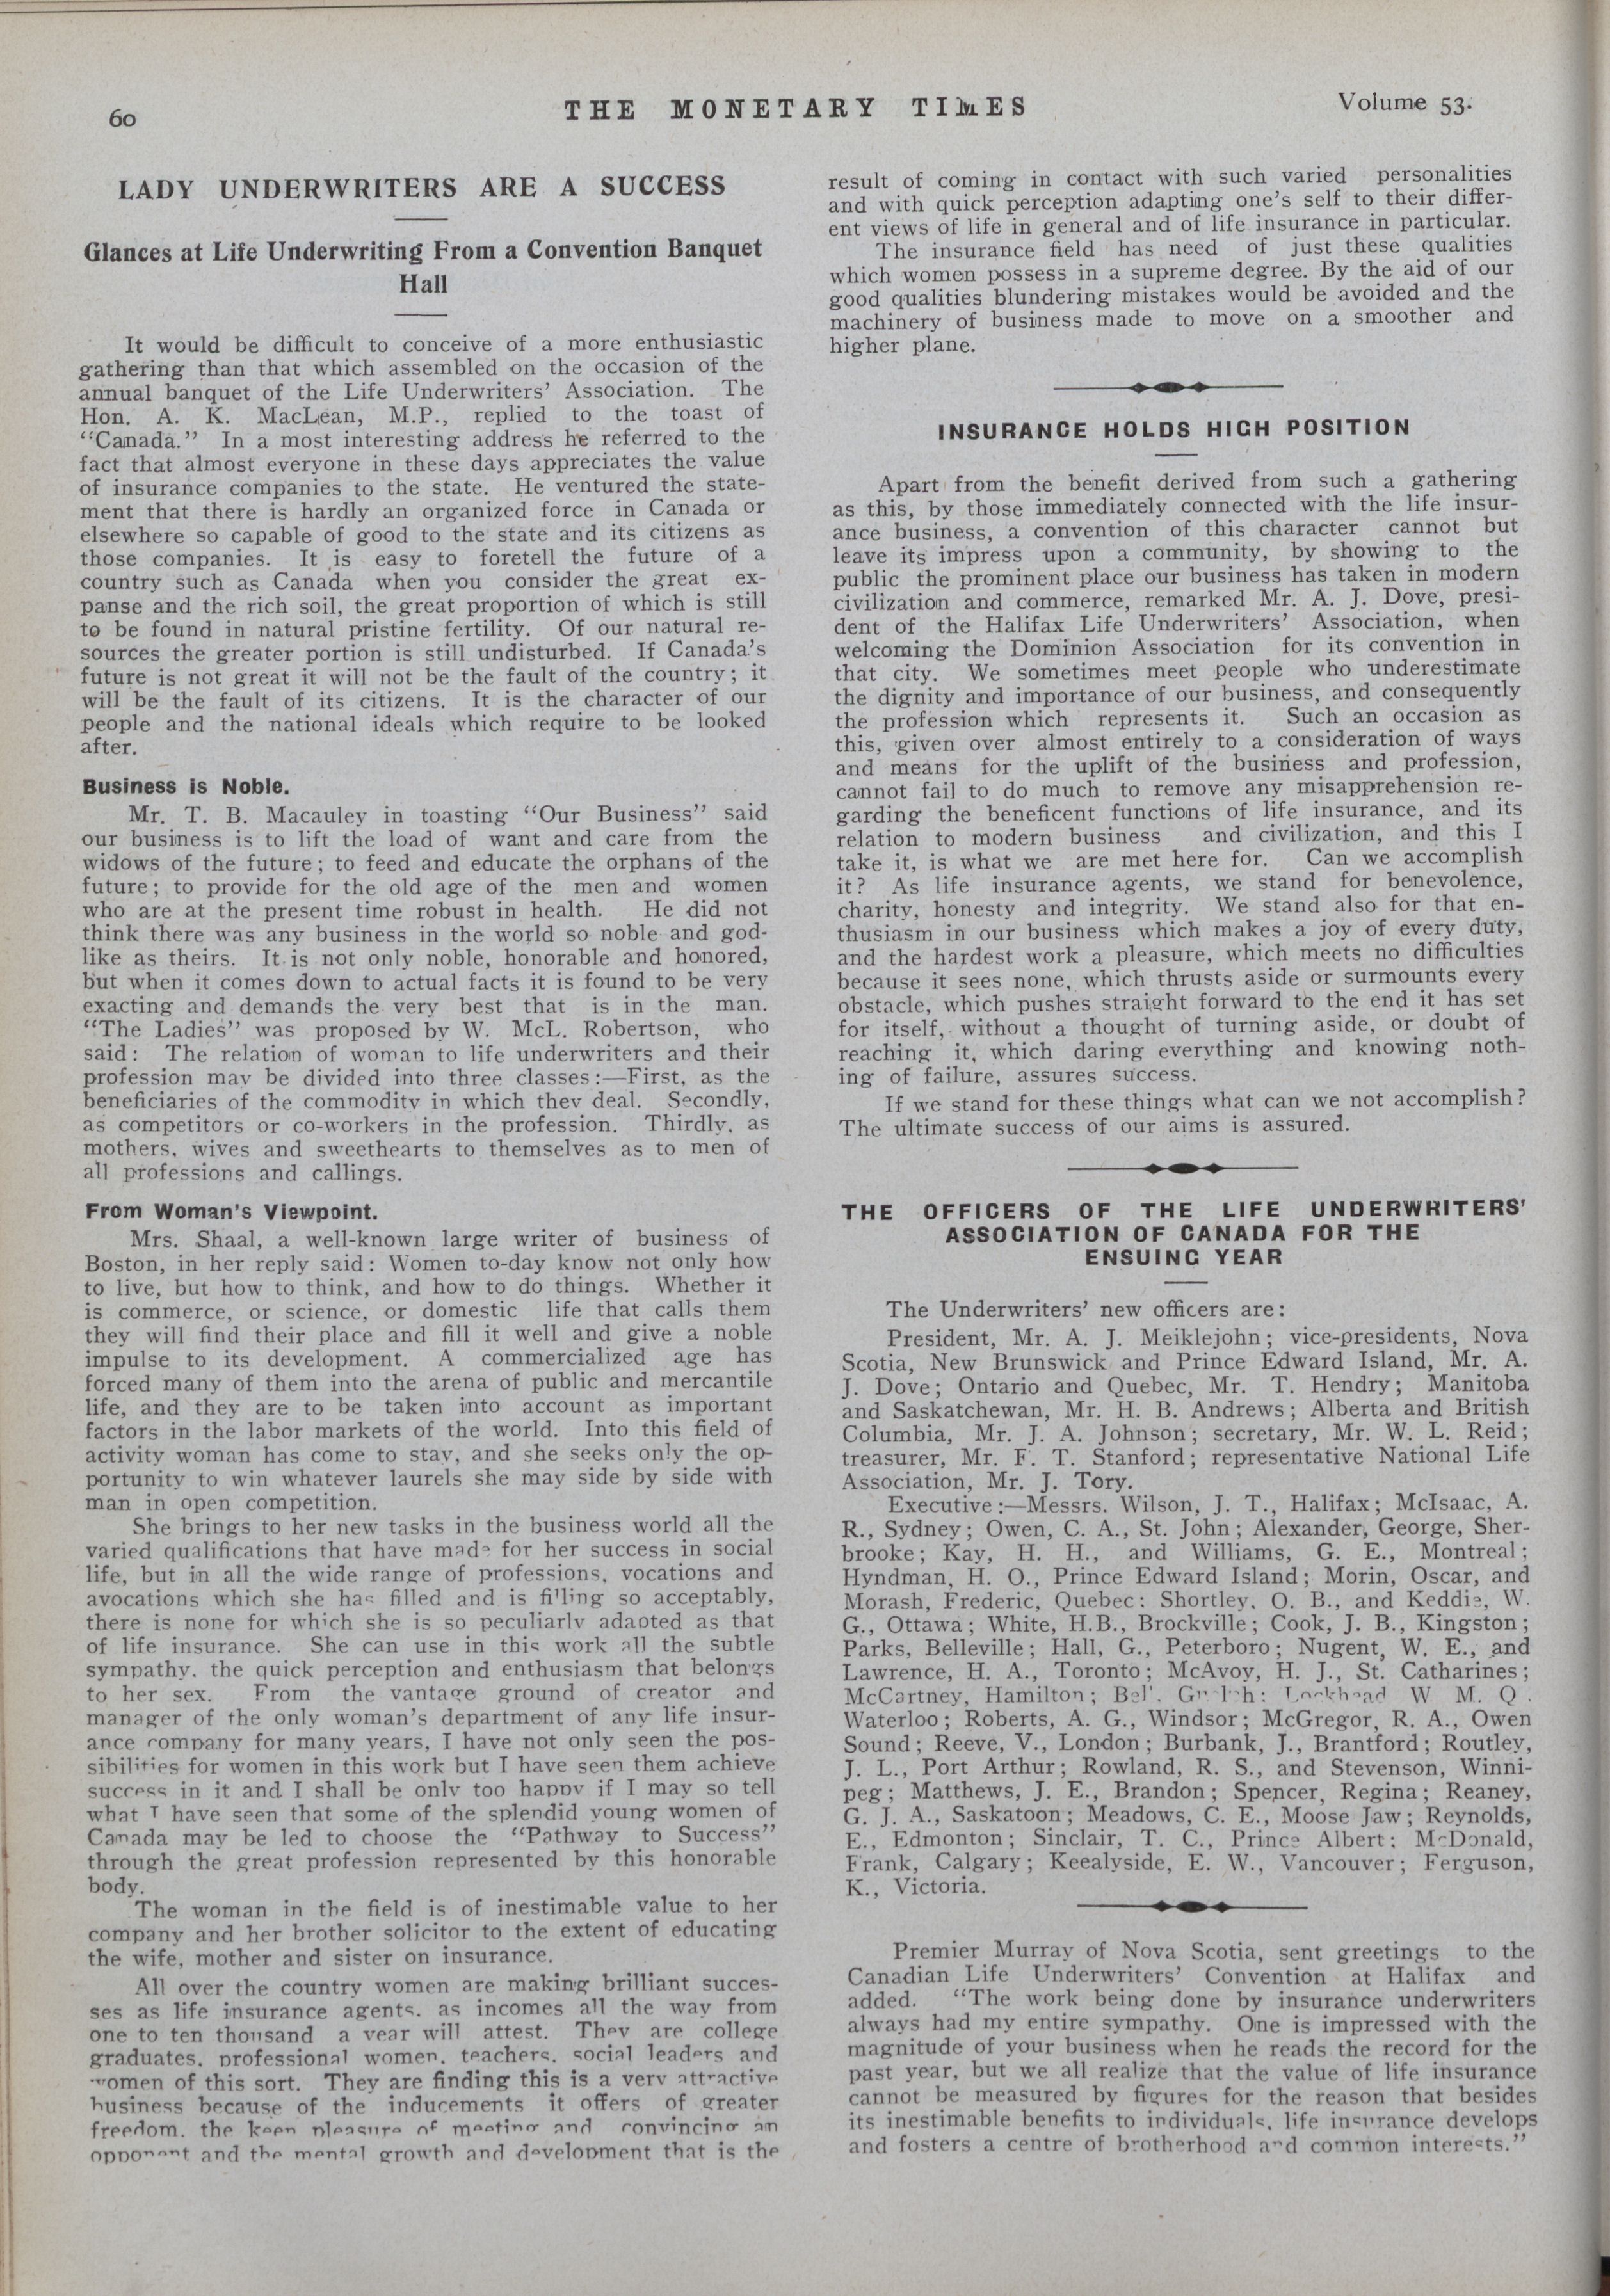 60
THE MONETARY TIMES
Volume 53.
LADY UNDERWRITERS ARE A SUCCESS
Glances at Life Underwriting From a Convention Banquet
Hall
It would be difficult to conceive of a more enthusiastic
gathering than that which assembled on the occasion of the
annual banquet of the Life Underwriters' Association. The
Hon. A. K. MacLean, M.P., replied to the toast of
"Canada." In a most interesting address he referred to the
fact that almost everyone in these days appreciates the value
of insurance companies to the state. He ventured the state-
ment that there is hardly an organized force in Canada or
elsewhere so capable of good to the state and its citizens as
those companies. It is easy to foretell the future of a
country such as Canada when you consider the great ex-
panse and the rich soil, the great proportion of which is still
to be found in natural pristine fertility. Of our natural re-
sources the greater portion is still undisturbed. If Canada's
future is not great it will not be the fault of the country; it
will be the fault of its citizens. It is the character of our
people and the national ideals which require to be looked
after.
Business is Noble.
Mr. T. B. Macauley in toasting "Our Business" said
our business is to lift the load of want and care from the
widows of the future; to feed and educate the orphans of the
future; to provide for the old age of the men and women
who are at the present time robust in health. He did not
think there was any business in the world so noble and god-
like as theirs. It is not only noble, honorable and honored,
but when it comes down to actual facts it is found to be very
exacting and demands the very best that is in the man.
"The Ladies" was proposed by W. McL. Robertson, who
said: The relation of woman to life underwriters and their
profession may be divided into three classes:—First, as the
beneficiaries of the commodity in which they deal. Secondly,
as competitors or co-workers in the profession. Thirdly, as
mothers, wives and sweethearts to themselves as to men of
all professions and callings.
From Woman's Viewpoint.
Mrs. Shaal, a well-known large writer of business of
Boston, in her reply said: Women to-day know not only how
to live, but how to think, and how to do things. Whether it
is commerce, or science, or domestic life that calls them
they will find their place and fill it well and give a noble
impulse to its development. A commercialized age has
forced many of them into the arena of public and mercantile
life, and they are to be taken into account as important
factors in the labor markets of the world. Into this field of
activity woman has come to stay, and she seeks only the op-
portunity to win whatever laurels she may side by side with
man in open competition.
She brings to her new tasks in the business world all the
varied qualifications that have made for her success in social
life, but in all the wide range of professions, vocations and
avocations which she has filled and is filling so acceptably,
there is none for which she is so peculiarly adapted as that
of life insurance. She can use in this work all the subtle
sympathy, the quick perception and enthusiasm that belongs
to her sex. From the vantage ground of creator and
manager of the only woman's department of any life insur-
ance company for many years, I have not only seen the pos-
sibilities for women in this work but I have seen them achieve
success in it and I shall be only too happy if I may so tell
what I have seen that some of the splendid young women of
Canada may be led to choose the "Pathway to Success"
through the great profession represented by this honorable
body.
The woman in the field is of inestimable value to her
company and her brother solicitor to the extent of educating
the wife, mother and sister on insurance.
All over the country women are making brilliant succes-
ses as life insurance agents, as incomes all the way from
one to ten thousand a year will attest. They are college
graduates, professional women, teachers, social leaders and
women of this sort. They are finding this is a very attractive
business because of the inducements it offers of greater
freedom, the keen pleasure of meeting and convincing an
opponent and the mental growth and development that is the
result of coming in contact with such varied personalities
and with quick perception adapting one's self to their differ-
ent views of life in general and of life insurance in particular.
The insurance field has need of just these qualities
which women possess in a supreme degree. By the aid of our
good qualities blundering mistakes would be avoided and the
machinery of business made to move on a smoother and
higher plane.
INSURANCE HOLDS HIGH POSITION
Apart from the benefit derived from such a gathering
as this, by those immediately connected with the life insur-
ance business, a convention of this character cannot but
leave its impress upon a community, by showing to the
public the prominent place our business has taken in modern
civilization and commerce, remarked Mr. A. J. Dove, presi-
dent of the Halifax Life Underwriters' Association, when
welcoming the Dominion Association for its convention in
that city. We sometimes meet people who underestimate
the dignity and importance of our business, and consequently
the profession which represents it. Such an occasion as
this, given over almost entirely to a consideration of ways
and means for the uplift of the business and profession,
cannot fail to do much to remove any misapprehension re-
garding the beneficent functions of life insurance, and its
relation to modern business and civilization, and this I
take it, is what we are met here for. Can we accomplish
it? As life insurance agents, we stand for benevolence,
charity, honesty and integrity. We stand also for that en-
thusiasm in our business which makes a joy of every duty,
and the hardest work a pleasure, which meets no difficulties
because it sees none, which thrusts aside or surmounts every
obstacle, which pushes straight forward to the end it has set
for itself, without a thought of turning aside, or doubt of
reaching it, which daring everything and knowing noth-
ing of failure, assures success.
If we stand for these things what can we not accomplish?
The ultimate success of our aims is assured.
THE OFFICERS OF THE LIFE UNDERWRITERS'
ASSOCIATION OF CANADA FOR THE
ENSUING YEAR
The Underwriters' new officers are:
President, Mr. A. J. Meiklejohn; vice-presidents, Nova
Scotia, New Brunswick and Prince Edward Island, Mr. A.
J. Dove; Ontario and Quebec, Mr. T. Hendry; Manitoba
and Saskatchewan, Mr. H. B. Andrews; Alberta and British
Columbia, Mr. J. A. Johnson; secretary, Mr. W. L. Reid;
treasurer, Mr. F. T. Stanford; representative National Life
Association, Mr. J. Tory.
Executive:—Messrs. Wilson, J. T., Halifax; McIsaac, A.
R., Sydney; Owen, C. A., St. John; Alexander, George, Sher-
brooke; Kay, H. H., and Williams, G. E., Montreal;
Hyndman, H. O., Prince Edward Island; Morin, Oscar, and
Morash, Frederic, Quebec: Shortley, O. B., and Keddie, W.
G., Ottawa; White, H.B., Brockville; Cook, J. B., Kingston;
Parks, Belleville; Hall, G., Peterboro; Nugent, W. E., and
Lawrence, H. A., Toronto; McAvoy, H. J., St. Catharines;
McCartney, Hamilton; Bell, Guelph: Lockhead W. M. O.
Waterloo; Roberts, A. G., Windsor; McGregor, R. A., Owen
Sound; Reeve, V., London; Burbank, J., Brantford; Routley,
J. L., Port Arthur; Rowland, R. S., and Stevenson, Winni-
peg; Matthews, J. E., Brandon; Spencer, Regina; Reaney,
G. J. A., Saskatoon; Meadows, C. E., Moose Jaw; Reynolds,
E., Edmonton; Sinclair, T. C., Prince Albert; McDonald,
Frank, Calgary; Keealyside, E. W., Vancouver; Ferguson,
K., Victoria.
Premier Murray of Nova Scotia, sent greetings to the
Canadian Life Underwriters' Convention at Halifax and
added. "The work being done by insurance underwriters
always had my entire sympathy. One is impressed with the
magnitude of your business when he reads the record for the
past year, but we all realize that the value of life insurance
cannot be measured by figures for the reason that besides
its inestimable benefits to individuals, life insurance develops
and fosters a centre of brotherhood and common interests."